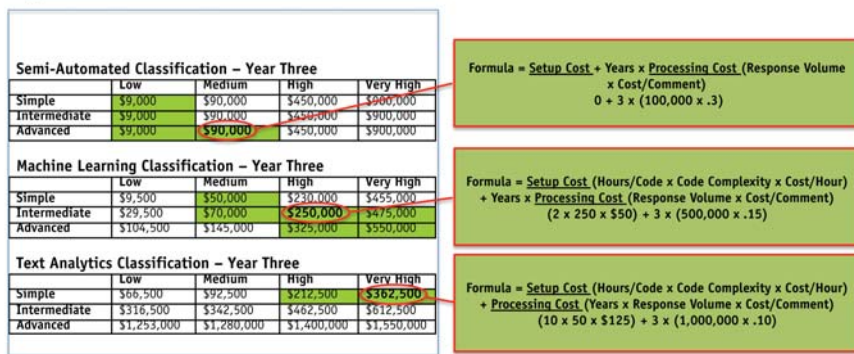 Semi-Automated Classification – Year Three
Low Medium High Very High
Simple $9,000 $90,000 $450,000 $900,000
Intermediate $9,000 $90,000 $450,000 $900,000
Advanced $9,000 $90,000 $450,000 $900,000
Formula = Setup Cost + Years x Processing Cost (Response Volume
x Cost/Comment)
0 + 3 x (100,000 x .3)
Machine Learning Classification – Year Three
Low Medium High Very High
Simple $9,500 $50,000 $230,000 $455,000
Intermediate $29,500 $70,000 $250,000 $475,000
Advanced $104,500 $145,000 $325,000 $550,000
Formula = Setup Cost (Hours/Code x Code Complexity x Cost/Hour)
+ Years x Processing Cost (Response Volume x Cost/Comment)
(2 x 250 x $50) + 3 x (500,000 x .15)
Text Analytics Classification – Year Three
Low Medium High Very High
Simple $66,500 $92,500 $212,500 $362,500
Intermediate $316,500 $342,500 $462,500 $612,500
Advanced $1,253,000 $1,280,000 $1,400,000 $1,550,000
Formula = Setup Cost (Hours/Code x Code Complexity x Cost/Hour)
+ Processing Cost (Years x Response Volume x Cost/Comment)
(10 x 50 x $125) + 3 x (1,000,000 x .10)